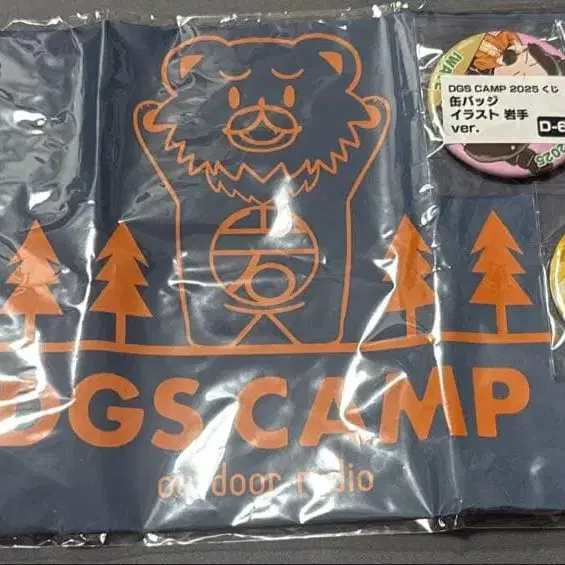 DGS CAMP
outdoor radio
DGS CAMP 2025 くじ
缶バッジ
イラスト 岩手
ver.
2025